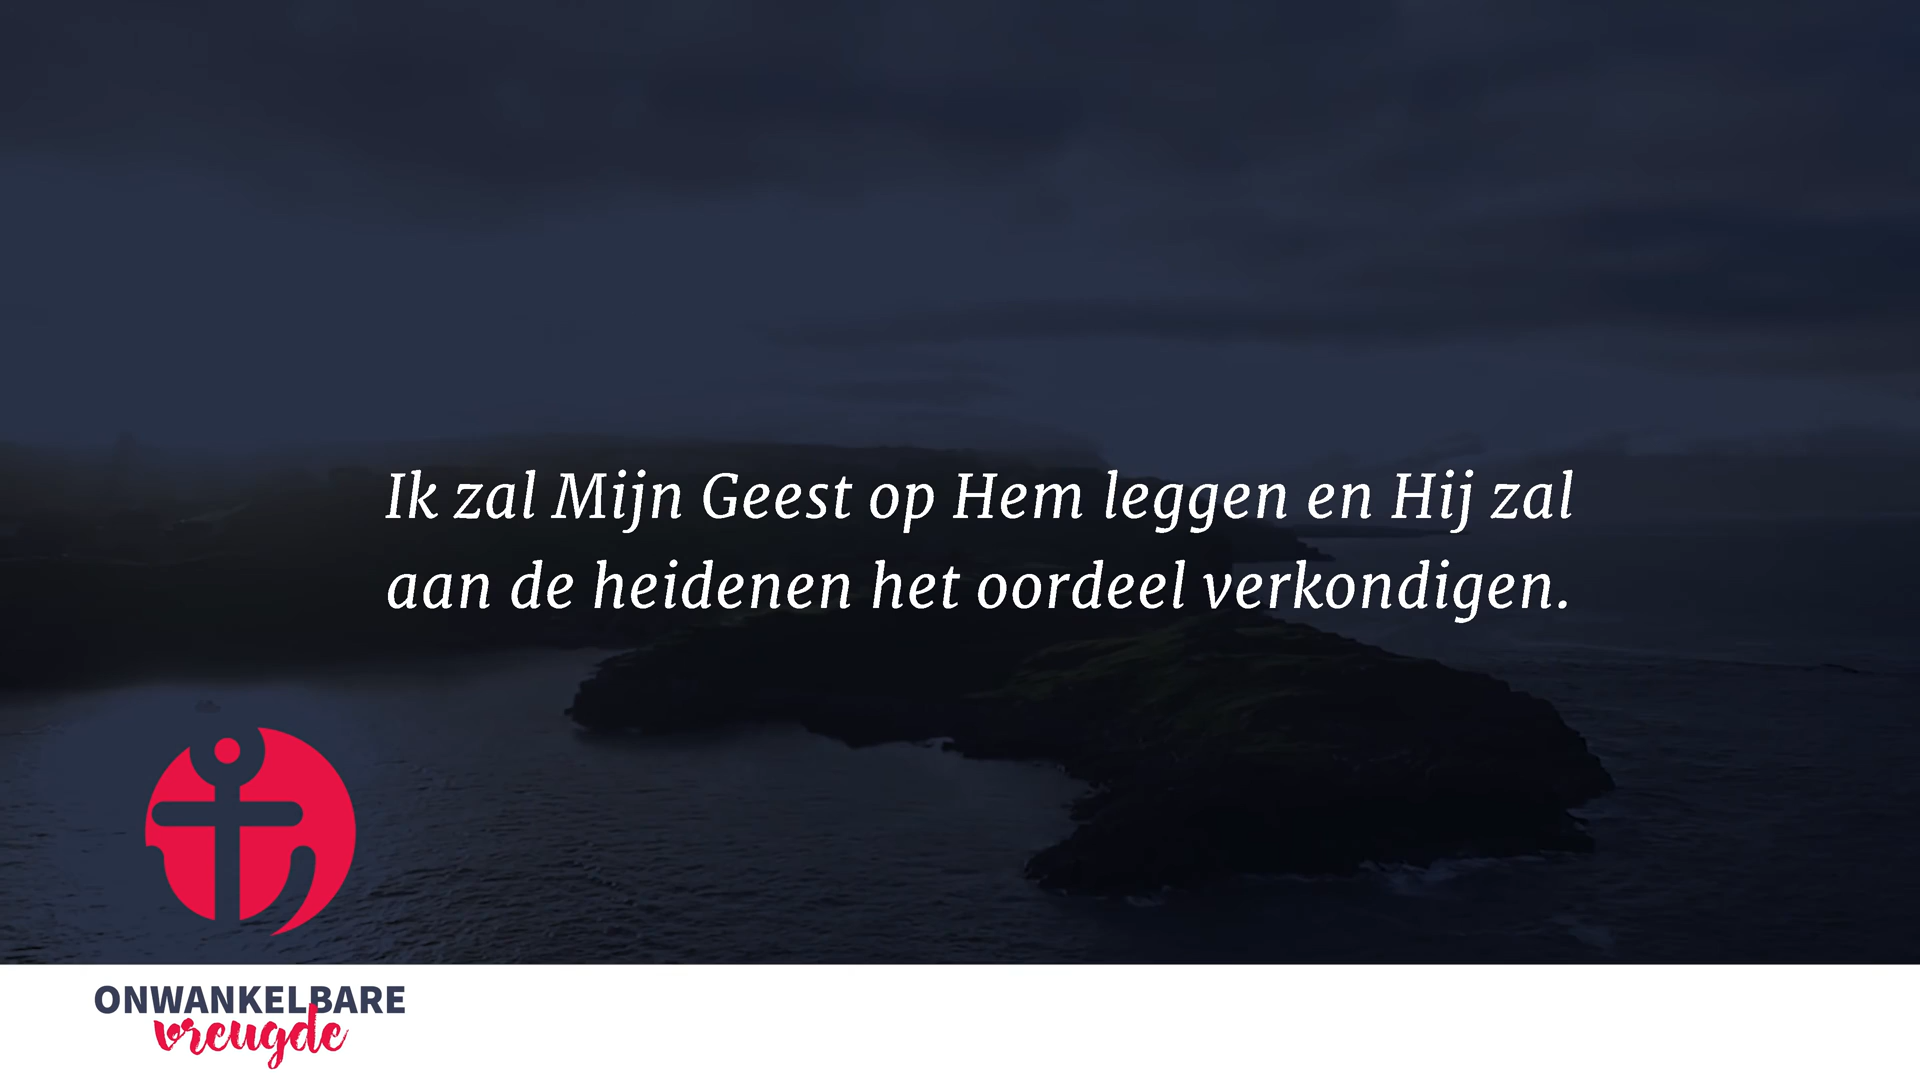 Ik zal Mijn Geest op Hem leggen en Hij zal
aan de heidenen het oordeel verkondigen.
ONWANKELBARE
vreugde